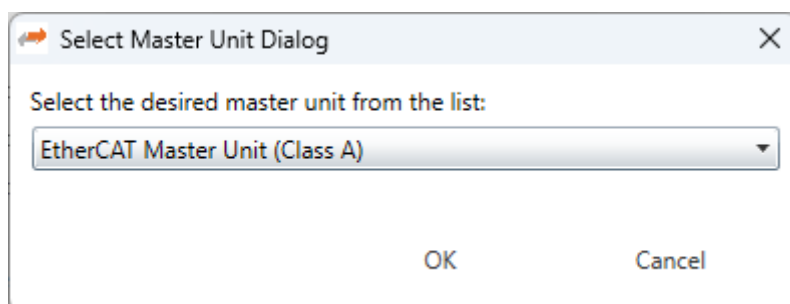 Select Master Unit Dialog
Select the desired master unit from the list:
EtherCAT Master Unit (Class A)
OK Cancel